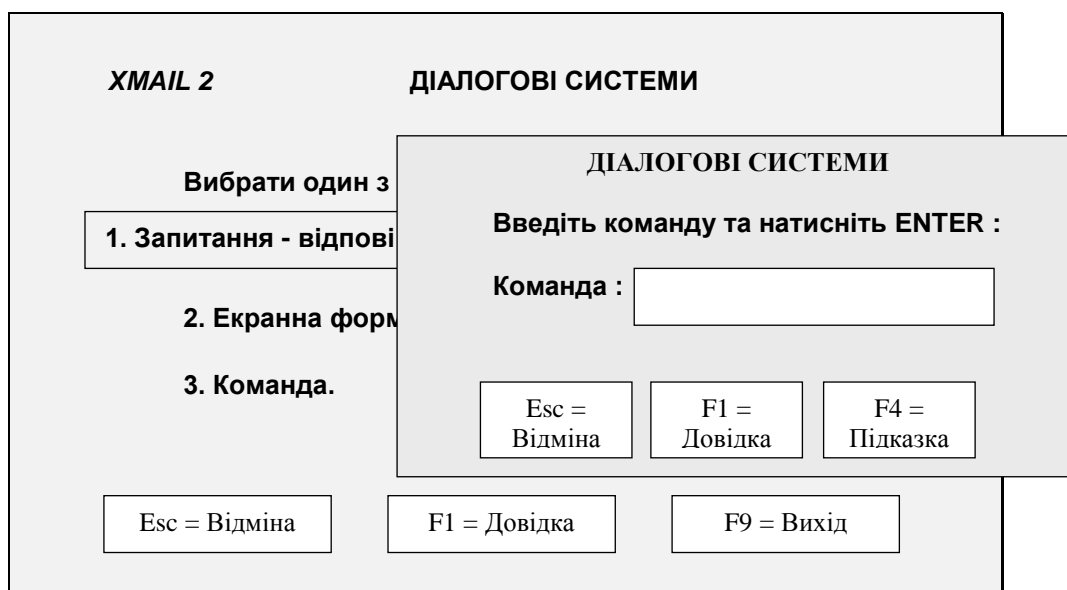 XMAIL 2 ДІАЛОГОВІ СИСТЕМИ
Вибрати один з
1. Запитання - відпові
2. Екранна форм
3. Команда.
ДІАЛОГОВІ СИСТЕМИ
Введіть команду та натисніть ENTER :
Команда :
Esc =
Відміна
F1 =
Довідка
F4 =
Підказка
Esc = Відміна
F1 = Довідка
F9 = Вихід